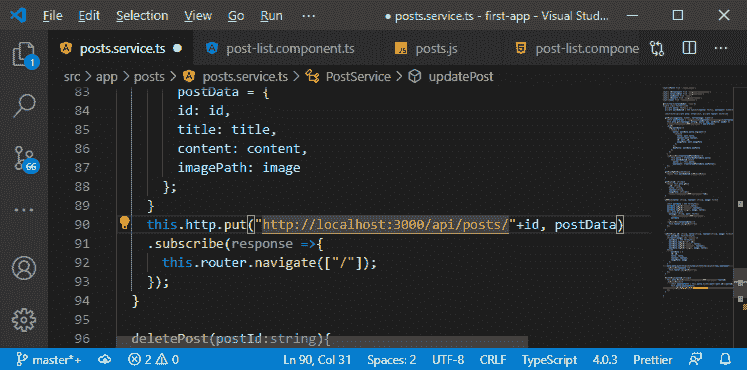 File Edit Selection View Go Run ··· ● posts.service.ts - first-app - Visual Stud...
posts.service.ts ● post-list.component.ts JS posts.js post-list.compone ···
src > app > posts > posts.service.ts > PostService > updatePost
83 postData = {
84 id: id,
85 title: title,
86 content: content,
87 imagePath: image
88 };
89 }
90 this.http.put("http://localhost:3000/api/posts/"+id, postData)
91 .subscribe(response =>{
92 this.router.navigate(["/"]);
93 });
94 }
95
96 deletePost(postId:string){
1
66
master*+ 2 0 Ln 90, Col 31 Spaces: 2 UTF-8 CRLF TypeScript 4.0.3 Prettier